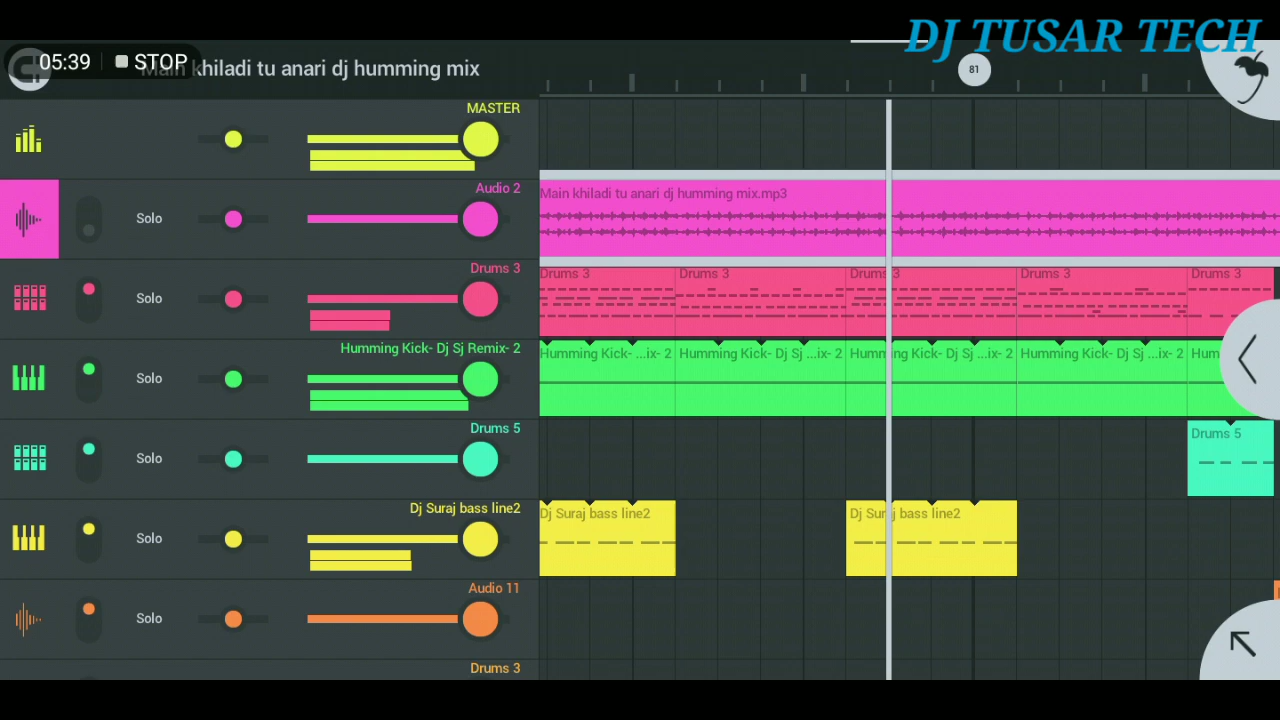 DJ TUSAR TECH
05:39 STOP
khiladi tu anari dj humming mix
81
MASTER
Audio 2
Solo
Main khiladi tu anari dj humming mix.mp3
Drums 3
Solo
Drums 3 Drums 3 Drums 3 Drums 3 Drums 3
Humming Kick- Dj Sj Remix- 2
Solo
Humming Kick- ...ix- 2 Humming Kick- Dj Sj ...ix- 2 Humming Kick- Dj Sj ...ix- 2 Humming Kick- Dj Sj ...ix- 2 Hum
Drums 5
Solo
Drums 5
Dj Suraj bass line2
Solo
Dj Suraj bass line2 Dj Suraj bass line2
Audio 11
Solo
Drums 3